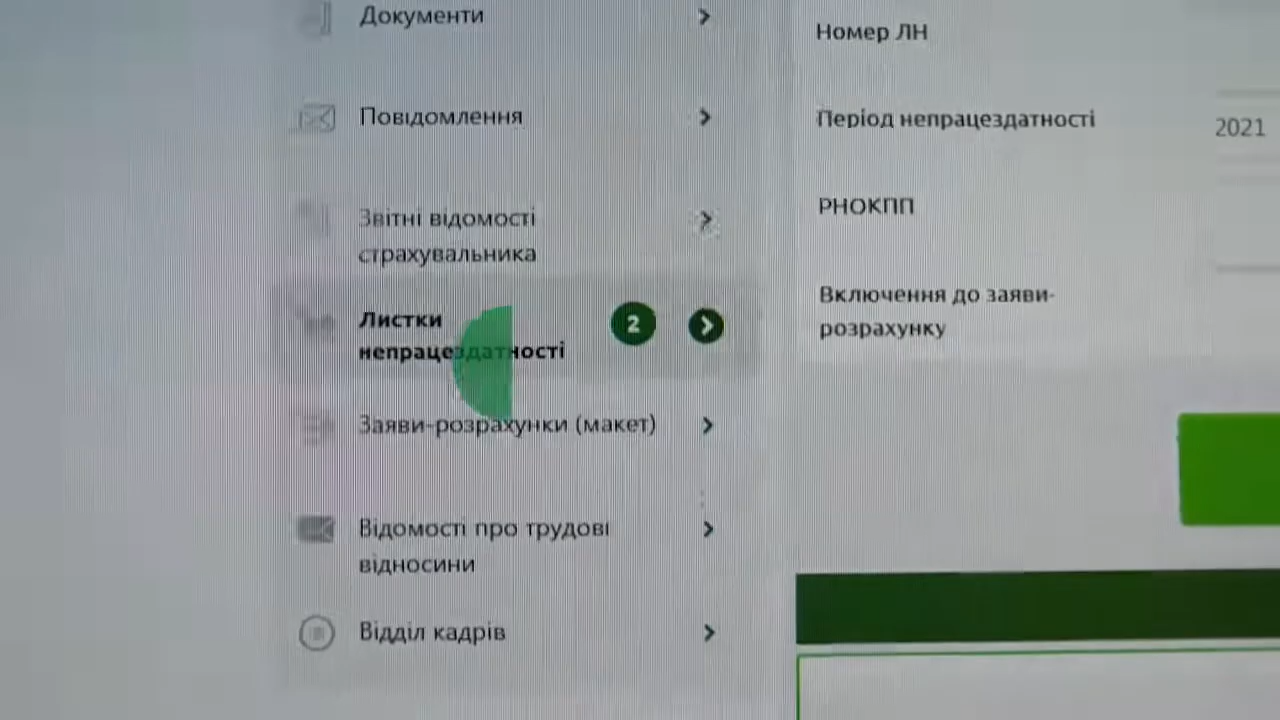 Документи
Повідомлення
Звітні відомості
страхувальника
Листки
непрацездатності
2
Заяви-розрахунки (макет)
Відомості про трудові
відносини
Відділ кадрів
Номер ЛН
Період непрацездатності
2021
РНОКПП
Включення до заяви-
розрахунку